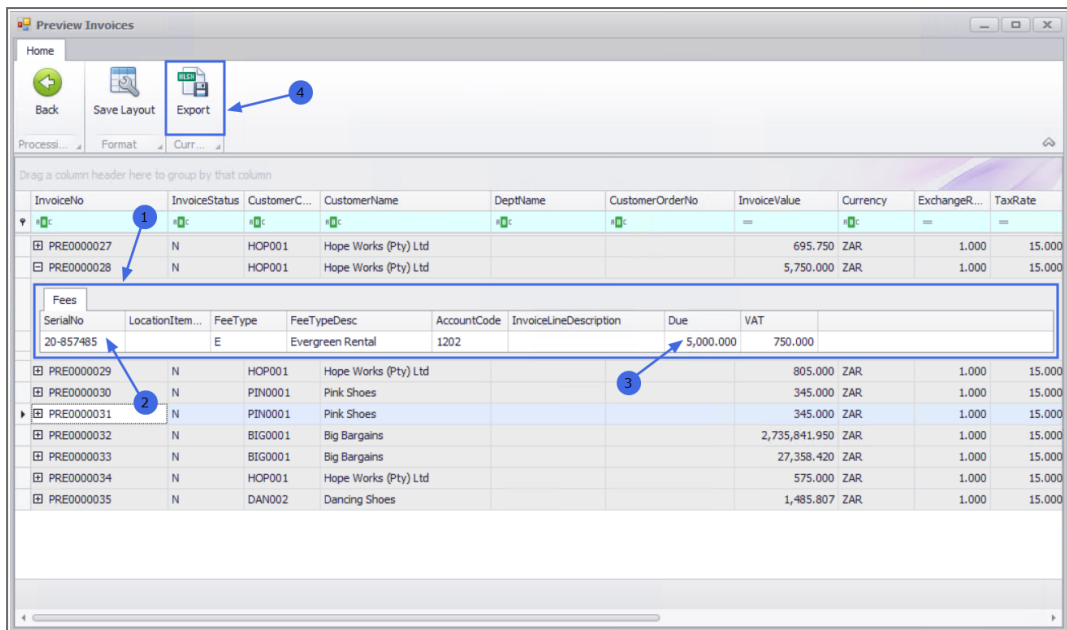 Preview Invoices
Home
XLSX
Back Save Layout Export
4
Processi... Format Curr...
Drag a column header here to group by that column
InvoiceNo InvoiceStatus CustomerC... CustomerName DeptName CustomerOrderNo InvoiceValue Currency ExchangeR... TaxRate
1
= = =
PRE0000027 N HOP001 Hope Works (Pty) Ltd 695.750 ZAR 1.000 15.000
PRE0000028 N HOP001 Hope Works (Pty) Ltd 5,750.000 ZAR 1.000 15.000
Fees
SerialNo LocationItem... FeeType FeeTypeDesc AccountCode InvoiceLineDescription Due VAT
20-857485 E Evergreen Rental 1202 5,000.000 750.000
PRE0000029 N HOP001 Hope Works (Pty) Ltd 805.000 ZAR 1.000 15.000
3
PRE0000030 N PIN0001 Pink Shoes 345.000 ZAR 1.000 15.000
2
PRE0000031 N PIN0001 Pink Shoes 345.000 ZAR 1.000 15.000
PRE0000032 N BIG0001 Big Bargains 2,735,841.950 ZAR 1.000 15.000
PRE0000033 N BIG0001 Big Bargains 27,358.420 ZAR 1.000 15.000
PRE0000034 N HOP001 Hope Works (Pty) Ltd 575.000 ZAR 1.000 15.000
PRE0000035 N DAN002 Dancing Shoes 1,485.807 ZAR 1.000 15.000